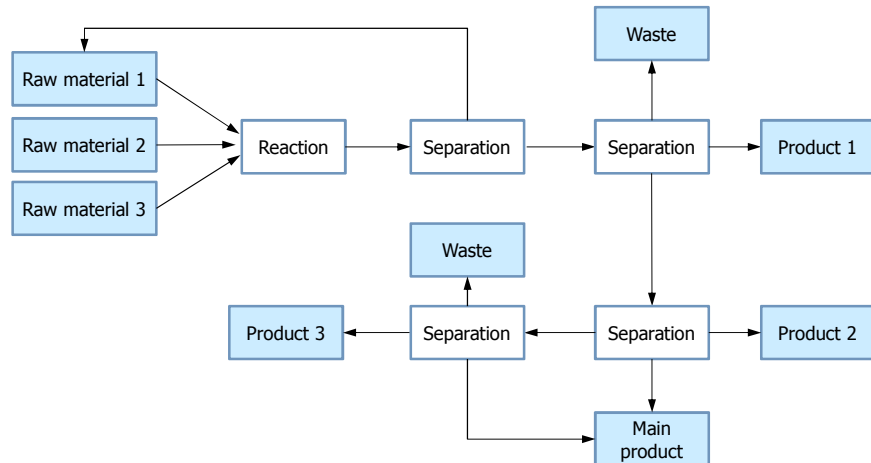 Waste
Raw material 1
Raw material 2
Reaction
Separation
Separation
Product 1
Raw material 3
Waste
Product 3
Separation
Separation
Product 2
Main
product